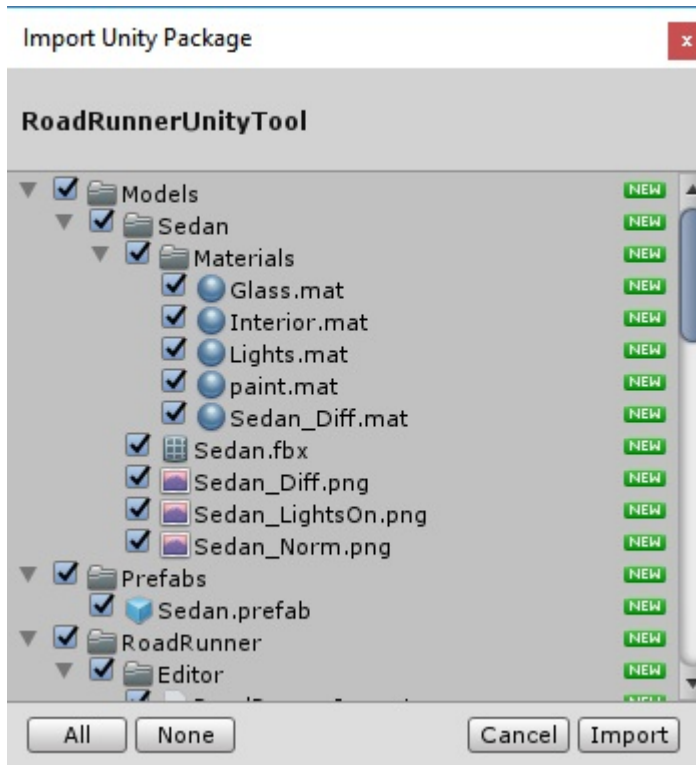 Import Unity Package
x
RoadRunnerUnityTool
Models NEW
Sedan NEW
Materials NEW
Glass.mat NEW
Interior.mat NEW
Lights.mat NEW
paint.mat NEW
Sedan_Diff.mat NEW
Sedan.fbx NEW
Sedan_Diff.png NEW
Sedan_LightsOn.png NEW
Sedan_Norm.png NEW
Prefabs NEW
Sedan.prefab NEW
RoadRunner NEW
Editor NEW
All None Cancel Import